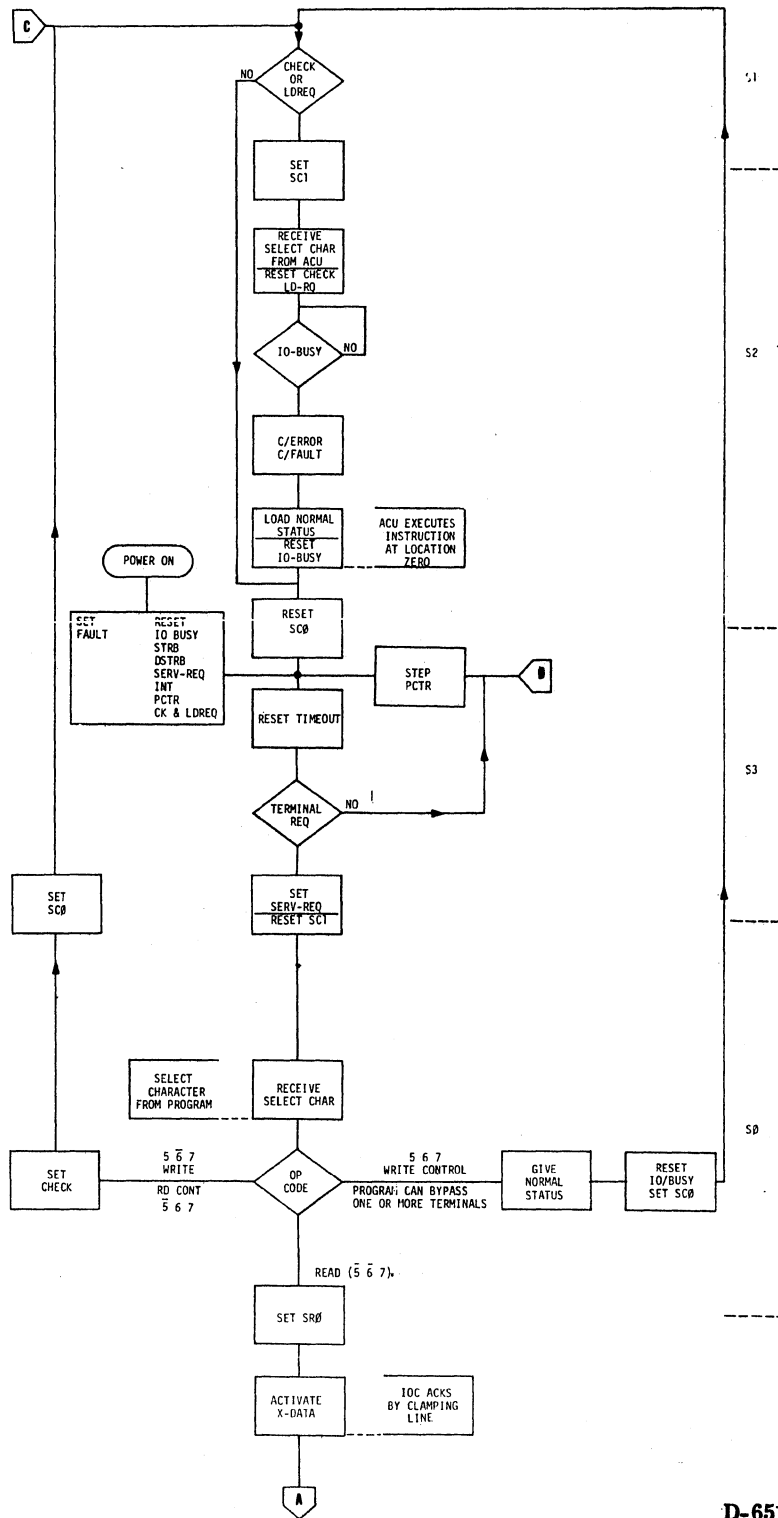 C
CHECK
OR
LDREQ
NO
S1
SET
SC1
RECEIVE
SELECT CHAR
FROM ACU
RESET CHECK
LD-RQ
IO-BUSY
NO
S2
C/ERROR
C/FAULT
LOAD NORMAL
STATUS
RESET
IO-BUSY
ACU EXECUTES
INSTRUCTION
AT LOCATION
ZERO
POWER ON
RESET
SCØ
SET
FAULT
RESET
IO BUSY
STRB
DSTRB
SERV-REQ
INT
PCTR
CK & LDREQ
STEP
PCTR
RESET TIMEOUT
S3
TERMINAL
REQ
NO
SET
SCØ
SET
SERV-REQ
RESET SC1
SELECT
CHARACTER
FROM PROGRAM
RECEIVE
SELECT CHAR
SØ
SET
CHECK
5 6̅ 7
WRITE
RD CONT
5̅ 6 7
OP
CODE
5 6 7
WRITE CONTROL
PROGRAM CAN BYPASS
ONE OR MORE TERMINALS
GIVE
NORMAL
STATUS
RESET
IO/BUSY
SET SCØ
READ (5̅ 6̅ 7).
SET SRØ
ACTIVATE
X-DATA
IOC ACKS
BY CLAMPING
LINE
A